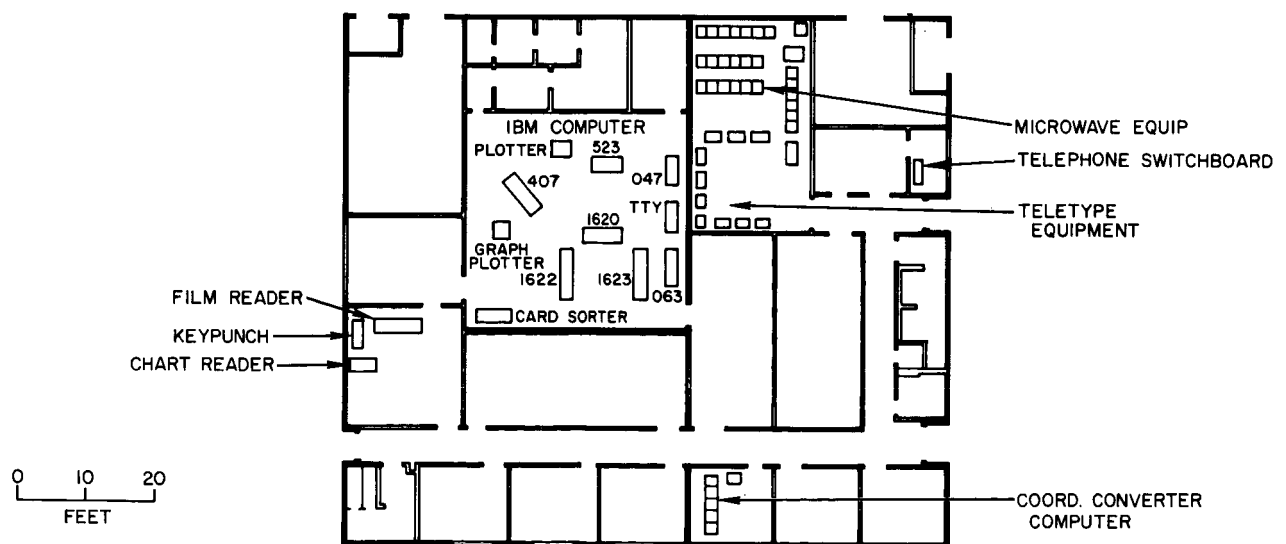 IBM COMPUTER
PLOTTER
523
407
047
TTY
1620
GRAPH
PLOTTER
1622
1623
063
CARD SORTER
MICROWAVE EQUIP
TELEPHONE SWITCHBOARD
TELETYPE
EQUIPMENT
FILM READER
KEYPUNCH
CHART READER
0 10 20
FEET
COORD. CONVERTER
COMPUTER